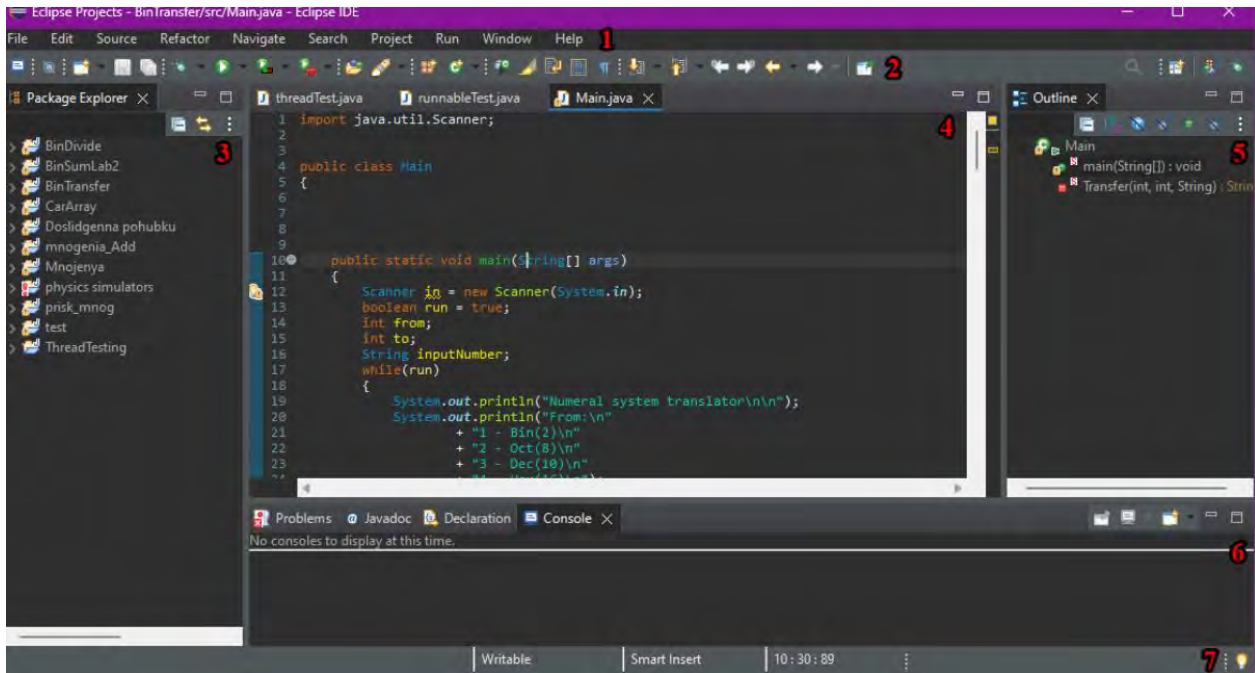 Eclipse Projects - BinTransfer/src/Main.java - Eclipse IDE
File Edit Source Refactor Navigate Search Project Run Window Help 1
2
Package Explorer
3
BinDivide
BinSumLab2
BinTransfer
CarArray
Doslidgenna pohubku
mnogenia_Add
Mnojenya
physics simulators
prisk_mnog
test
ThreadTesting
threadTest.java runnableTest.java Main.java
4
1 import java.util.Scanner;
2
3
4 public class Main
5 {
6
7
8
9
10 public static void main(String[] args)
11 {
12 Scanner in = new Scanner(System.in);
13 boolean run = true;
14 int from;
15 int to;
16 String inputNumber;
17 while(run)
18 {
19 System.out.println("Numeral system translator\n\n");
20 System.out.println("From:\n"
21 + "1 - Bin(2)\n"
22 + "2 - Oct(8)\n"
23 + "3 - Dec(10)\n"
Outline
5
Main
main(String[]) : void
Transfer(int, int, String) : Strin
Problems @ Javadoc Declaration Console
No consoles to display at this time.
6
Writable Smart Insert 10 : 30 : 89
7